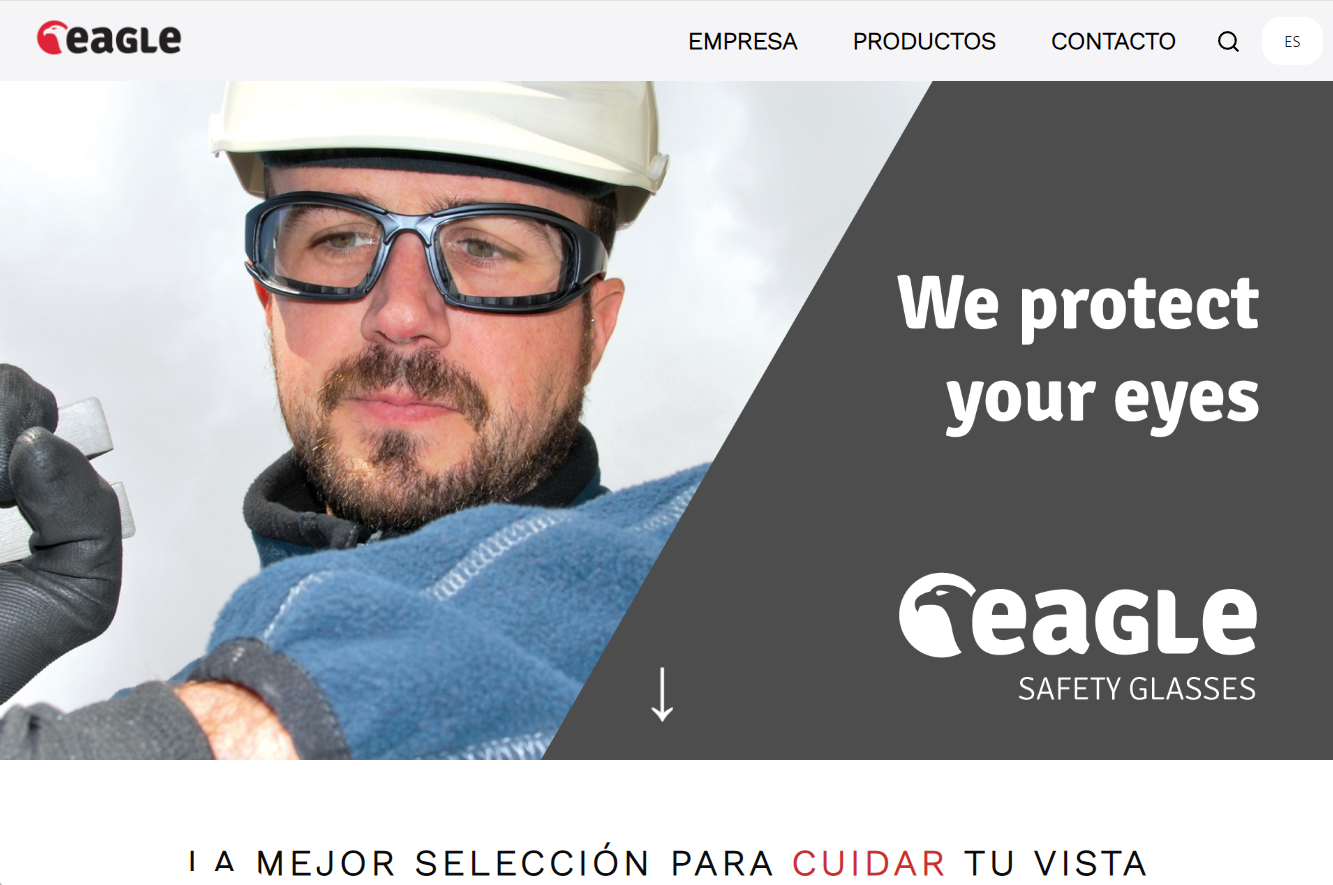 eagle
EMPRESA PRODUCTOS CONTACTO ES
We protect
your eyes
eagle
SAFETY GLASSES
LA MEJOR SELECCIÓN PARA CUIDAR TU VISTA